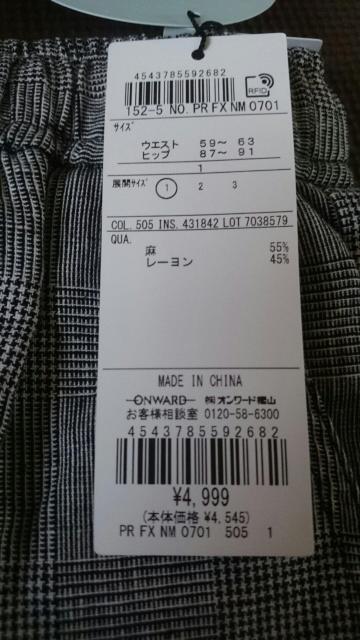 4543785592682
RFID
152-5 NO. PR FX NM 0701
サイズ
ウエスト 59～ 63
ヒップ 87～ 91
1
展開サイズ 1 2 3
COL. 505 INS. 431842 LOT 7038579
QUA.
麻 55%
レーヨン 45%
MADE IN CHINA
ONWARD ㈱オンワード樫山
お客様相談室 0120-58-6300
4543785592682
¥4,999
(本体価格 ¥4,545)
PR FX NM 0701 505 1